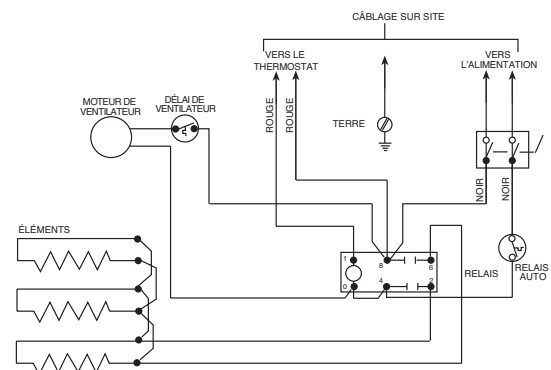 CÂBLAGE SUR SITE
VERS LE
THERMOSTAT
VERS
L'ALIMENTATION
MOTEUR DE
VENTILATEUR
DÉLAI DE
VENTILATEUR
ROUGE
ROUGE
TERRE
NOIR
NOIR
ÉLÉMENTS
1
8
6
0
4
2
RELAIS
RELAIS
AUTO